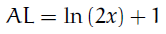 AL = ln (2x) + 1